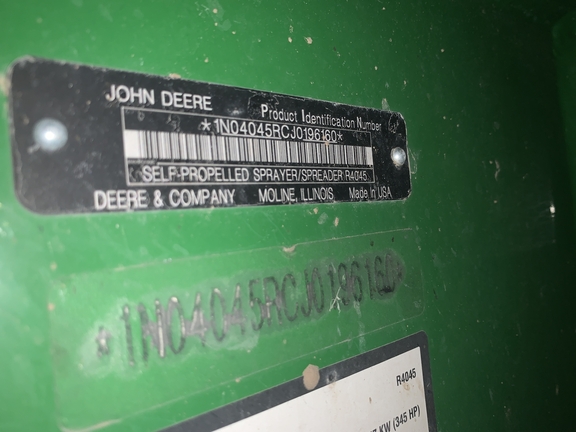 JOHN DEERE
Product Identification Number
*1N04045RCJ0196160*
SELF-PROPELLED SPRAYER/SPREADER R4045
DEERE & COMPANY MOLINE, ILLINOIS Made in USA
*1N04045RCJ0196160*
R4045
KW (345 HP)